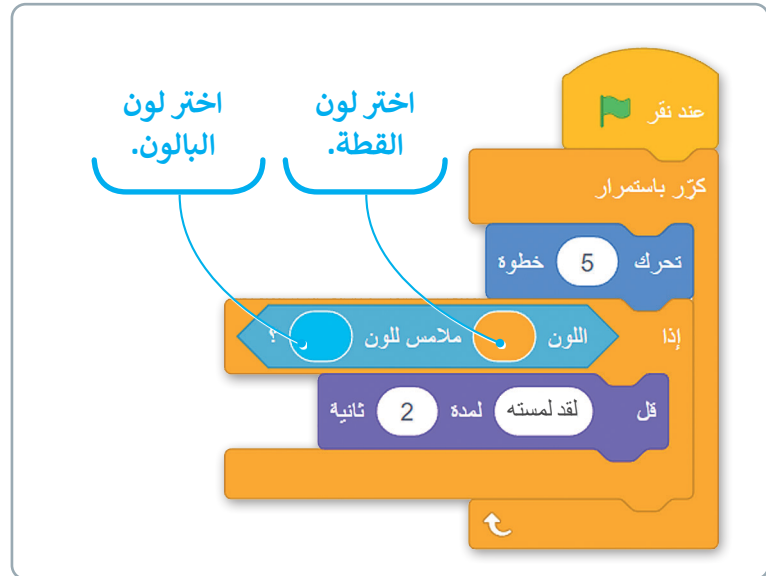 اختر لون
القطة.
اختر لون
البالون.
عند نقر
كرّر باستمرار
تحرك 5 خطوة
إذا اللون ملامس للون ؟
قل لقد لمسته لمدة 2 ثانية